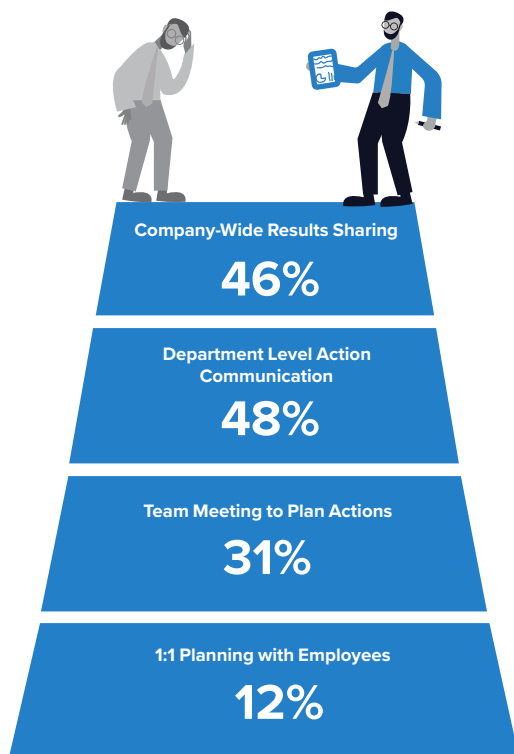 Company-Wide Results Sharing
46%
Department Level Action
Communication
48%
Team Meeting to Plan Actions
31%
1:1 Planning with Employees
12%